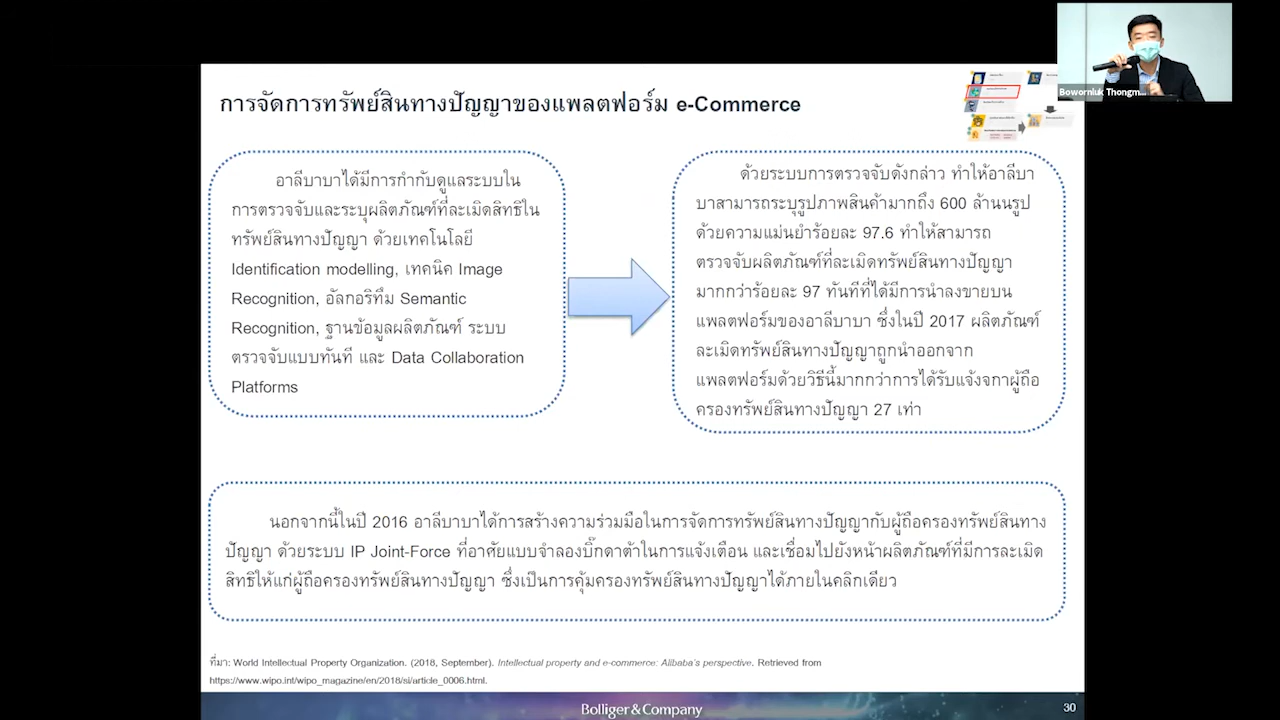 Bowornluk Thongm...
การจัดการทรัพย์สินทางปัญญาของแพลตฟอร์ม e-Commerce
อาลีบาบาได้มีการกำกับดูแลระบบใน
การตรวจจับและระบุผลิตภัณฑ์ที่ละเมิดสิทธิใน
ทรัพย์สินทางปัญญา ด้วยเทคโนโลยี
Identification modelling, เทคนิค Image
Recognition, อัลกอริทึม Semantic
Recognition, ฐานข้อมูลผลิตภัณฑ์ ระบบ
ตรวจจับแบบทันที และ Data Collaboration
Platforms
ด้วยระบบการตรวจจับดังกล่าว ทำให้อาลีบา
บาสามารถระบุรูปภาพสินค้ามากถึง 600 ล้านนรูป
ด้วยความแม่นยำร้อยละ 97.6 ทำให้สามารถ
ตรวจจับผลิตภัณฑ์ที่ละเมิดทรัพย์สินทางปัญญา
มากกว่าร้อยละ 97 ทันทีที่ได้มีการนำลงขายบน
แพลตฟอร์มของอาลีบาบา ซึ่งในปี 2017 ผลิตภัณฑ์
ละเมิดทรัพย์สินทางปัญญาถูกนำออกจาก
แพลตฟอร์มด้วยวิธีนี้มากกว่าการได้รับแจ้งจกาผู้ถือ
ครองทรัพย์สินทางปัญญา 27 เท่า
นอกจากนี้ในปี 2016 อาลีบาบาได้การสร้างความร่วมมือในการจัดการทรัพย์สินทางปัญญากับผู้ถือครองทรัพย์สินทาง
ปัญญา ด้วยระบบ IP Joint-Force ที่อาศัยแบบจำลองบิ๊กดาต้าในการแจ้งเตือน และเชื่อมไปยังหน้าผลิตภัณฑ์ที่มีการละเมิด
สิทธิให้แก่ผู้ถือครองทรัพย์สินทางปัญญา ซึ่งเป็นการคุ้มครองทรัพย์สินทางปัญญาได้ภายในคลิกเดียว
ที่มา: World Intellectual Property Organization. (2018, September). Intellectual property and e-commerce: Alibaba's perspective. Retrieved from
https://www.wipo.int/wipo_magazine/en/2018/si/article_0006.html.
Bolliger & Company
30